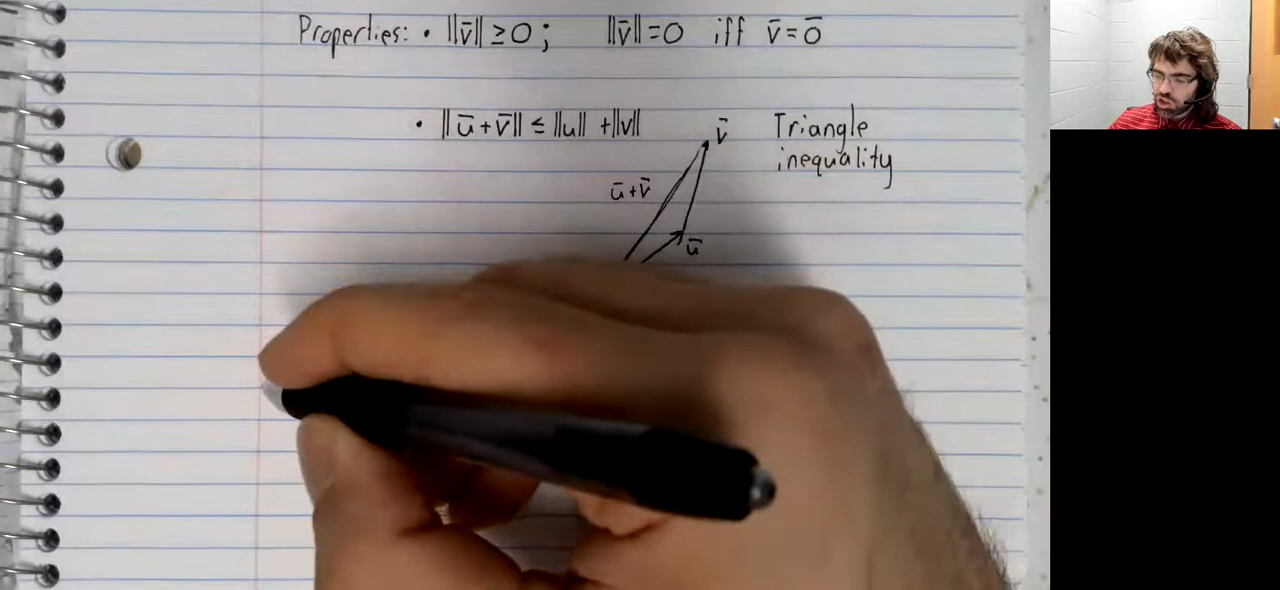 Properties: • ||v̄|| ≥ 0 ; ||v̄|| = 0 iff v̄ = 0̄
• ||ū + v̄|| ≤ ||u|| + ||v||
Triangle
inequality
v̄
ū+v̄
ū